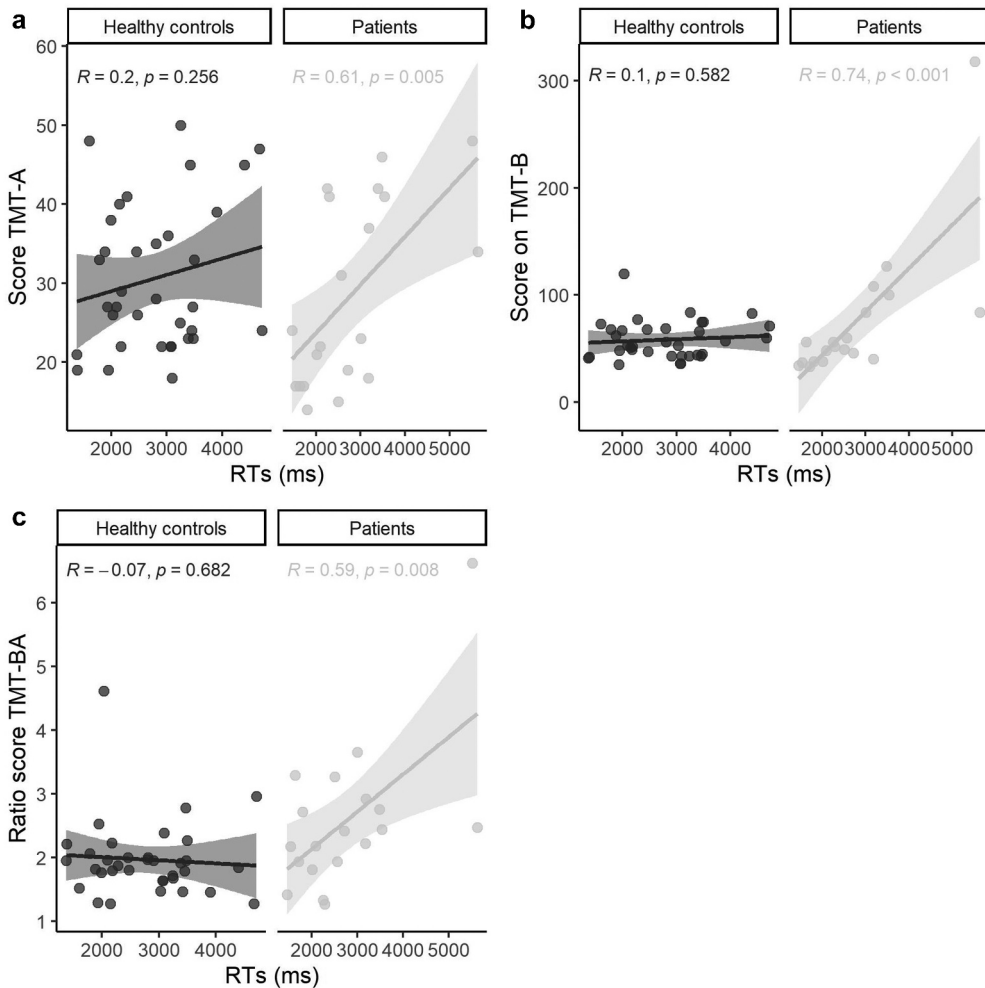 a
Healthy controls
Patients
R = 0.2, p = 0.256
R = 0.61, p = 0.005
Score TMT-A
60
50
40
30
20
2000 3000 4000
2000 3000 4000 5000
RTs (ms)
b
Healthy controls
Patients
R = 0.1, p = 0.582
R = 0.74, p < 0.001
Score on TMT-B
300
200
100
0
2000 3000 4000
2000 3000 4000 5000
RTs (ms)
c
Healthy controls
Patients
R = −0.07, p = 0.682
R = 0.59, p = 0.008
Ratio score TMT-BA
6
5
4
3
2
1
2000 3000 4000
2000 3000 4000 5000
RTs (ms)